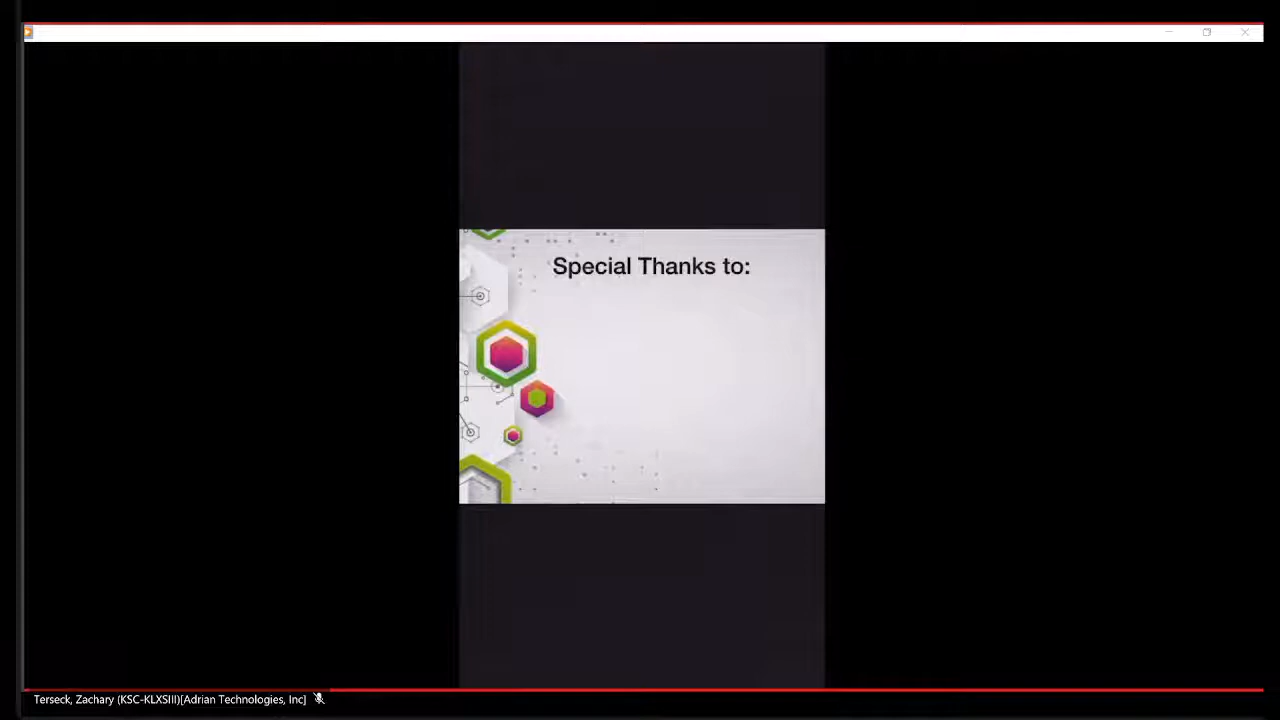 Special Thanks to:
Terseck, Zachary (KSC-KLXSIII)[Adrian Technologies, Inc]